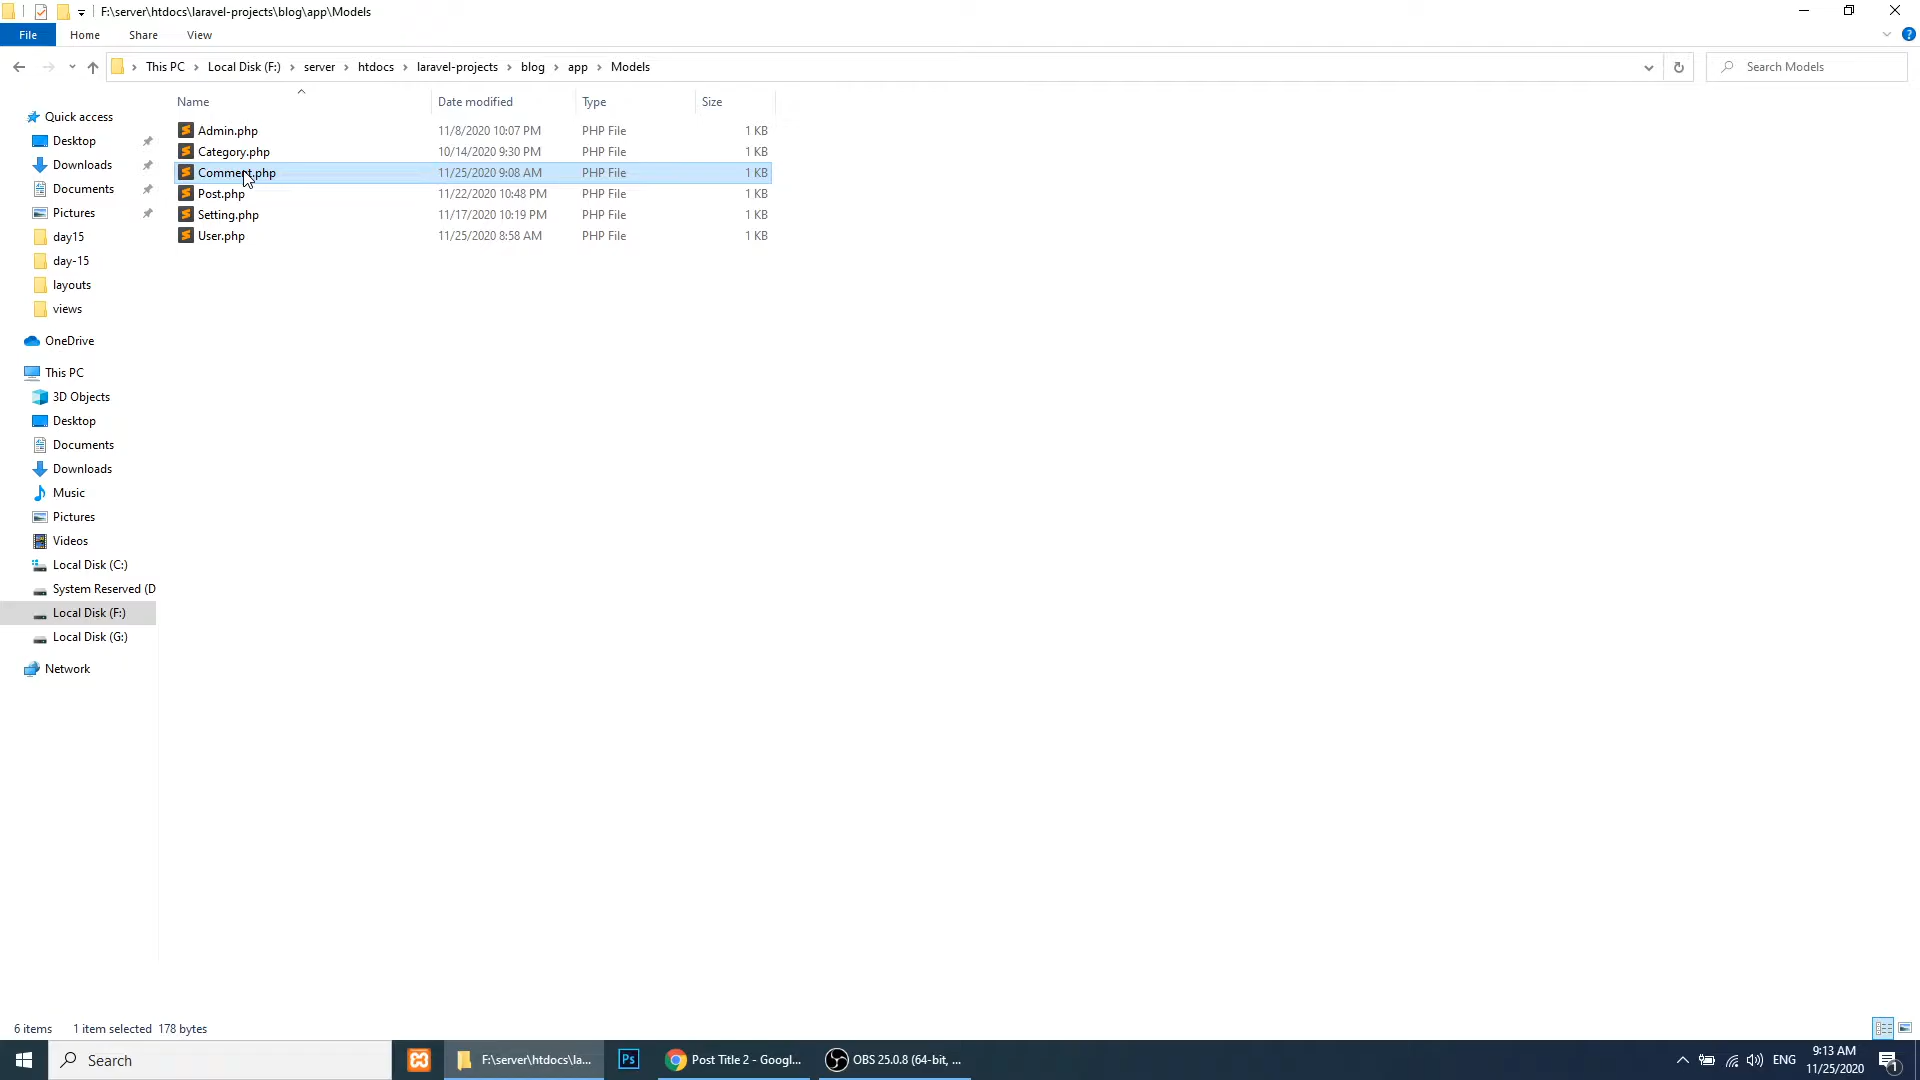 F:\server\htdocs\laravel-projects\blog\app\Models
File Home Share View
This PC Local Disk (F:) server htdocs laravel-projects blog app Models
Search Models
Name Date modified Type Size
Admin.php 11/8/2020 10:07 PM PHP File 1 KB
Category.php 10/14/2020 9:30 PM PHP File 1 KB
Comment.php 11/25/2020 9:08 AM PHP File 1 KB
Post.php 11/22/2020 10:48 PM PHP File 1 KB
Setting.php 11/17/2020 10:19 PM PHP File 1 KB
User.php 11/25/2020 8:58 AM PHP File 1 KB
Quick access
Desktop
Downloads
Documents
Pictures
day15
day-15
layouts
views
OneDrive
This PC
3D Objects
Desktop
Documents
Downloads
Music
Pictures
Videos
Local Disk (C:)
System Reserved (D
Local Disk (F:)
Local Disk (G:)
Network
6 items 1 item selected 178 bytes
Search
F:\server\htdocs\la...
Ps
Post Title 2 - Googl...
OBS 25.0.8 (64-bit, ...
ENG
9:13 AM
11/25/2020
1